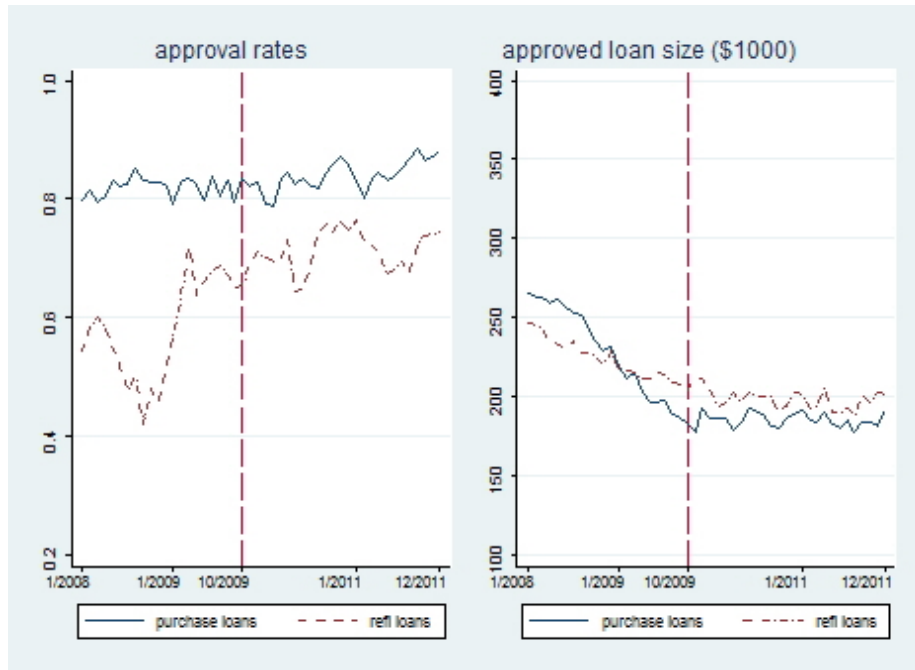 approval rates
1.0
0.8
0.6
0.4
0.2
1/2008 1/2009 10/2009 1/2011 12/2011
purchase loans refi loans
approved loan size ($1000)
400
350
300
250
200
150
100
1/2008 1/2009 10/2009 1/2011 12/2011
purchase loans refi loans